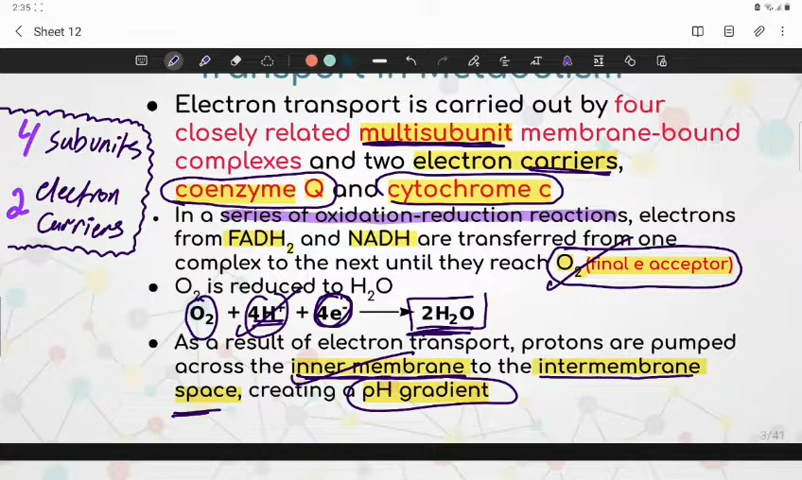 2:35
Sheet 12
Transport in Metabolism
• Electron transport is carried out by four
closely related multisubunit membrane-bound
complexes and two electron carriers,
coenzyme Q and cytochrome c
• In a series of oxidation-reduction reactions, electrons
from FADH₂ and NADH are transferred from one
complex to the next until they reach O₂ (final e acceptor)
• O₂ is reduced to H₂O
O₂ + 4H⁺ + 4e⁻ ⟶ 2H₂O
• As a result of electron transport, protons are pumped
across the inner membrane to the intermembrane
space, creating a pH gradient
4 subunits
2 electron
carriers
3/41